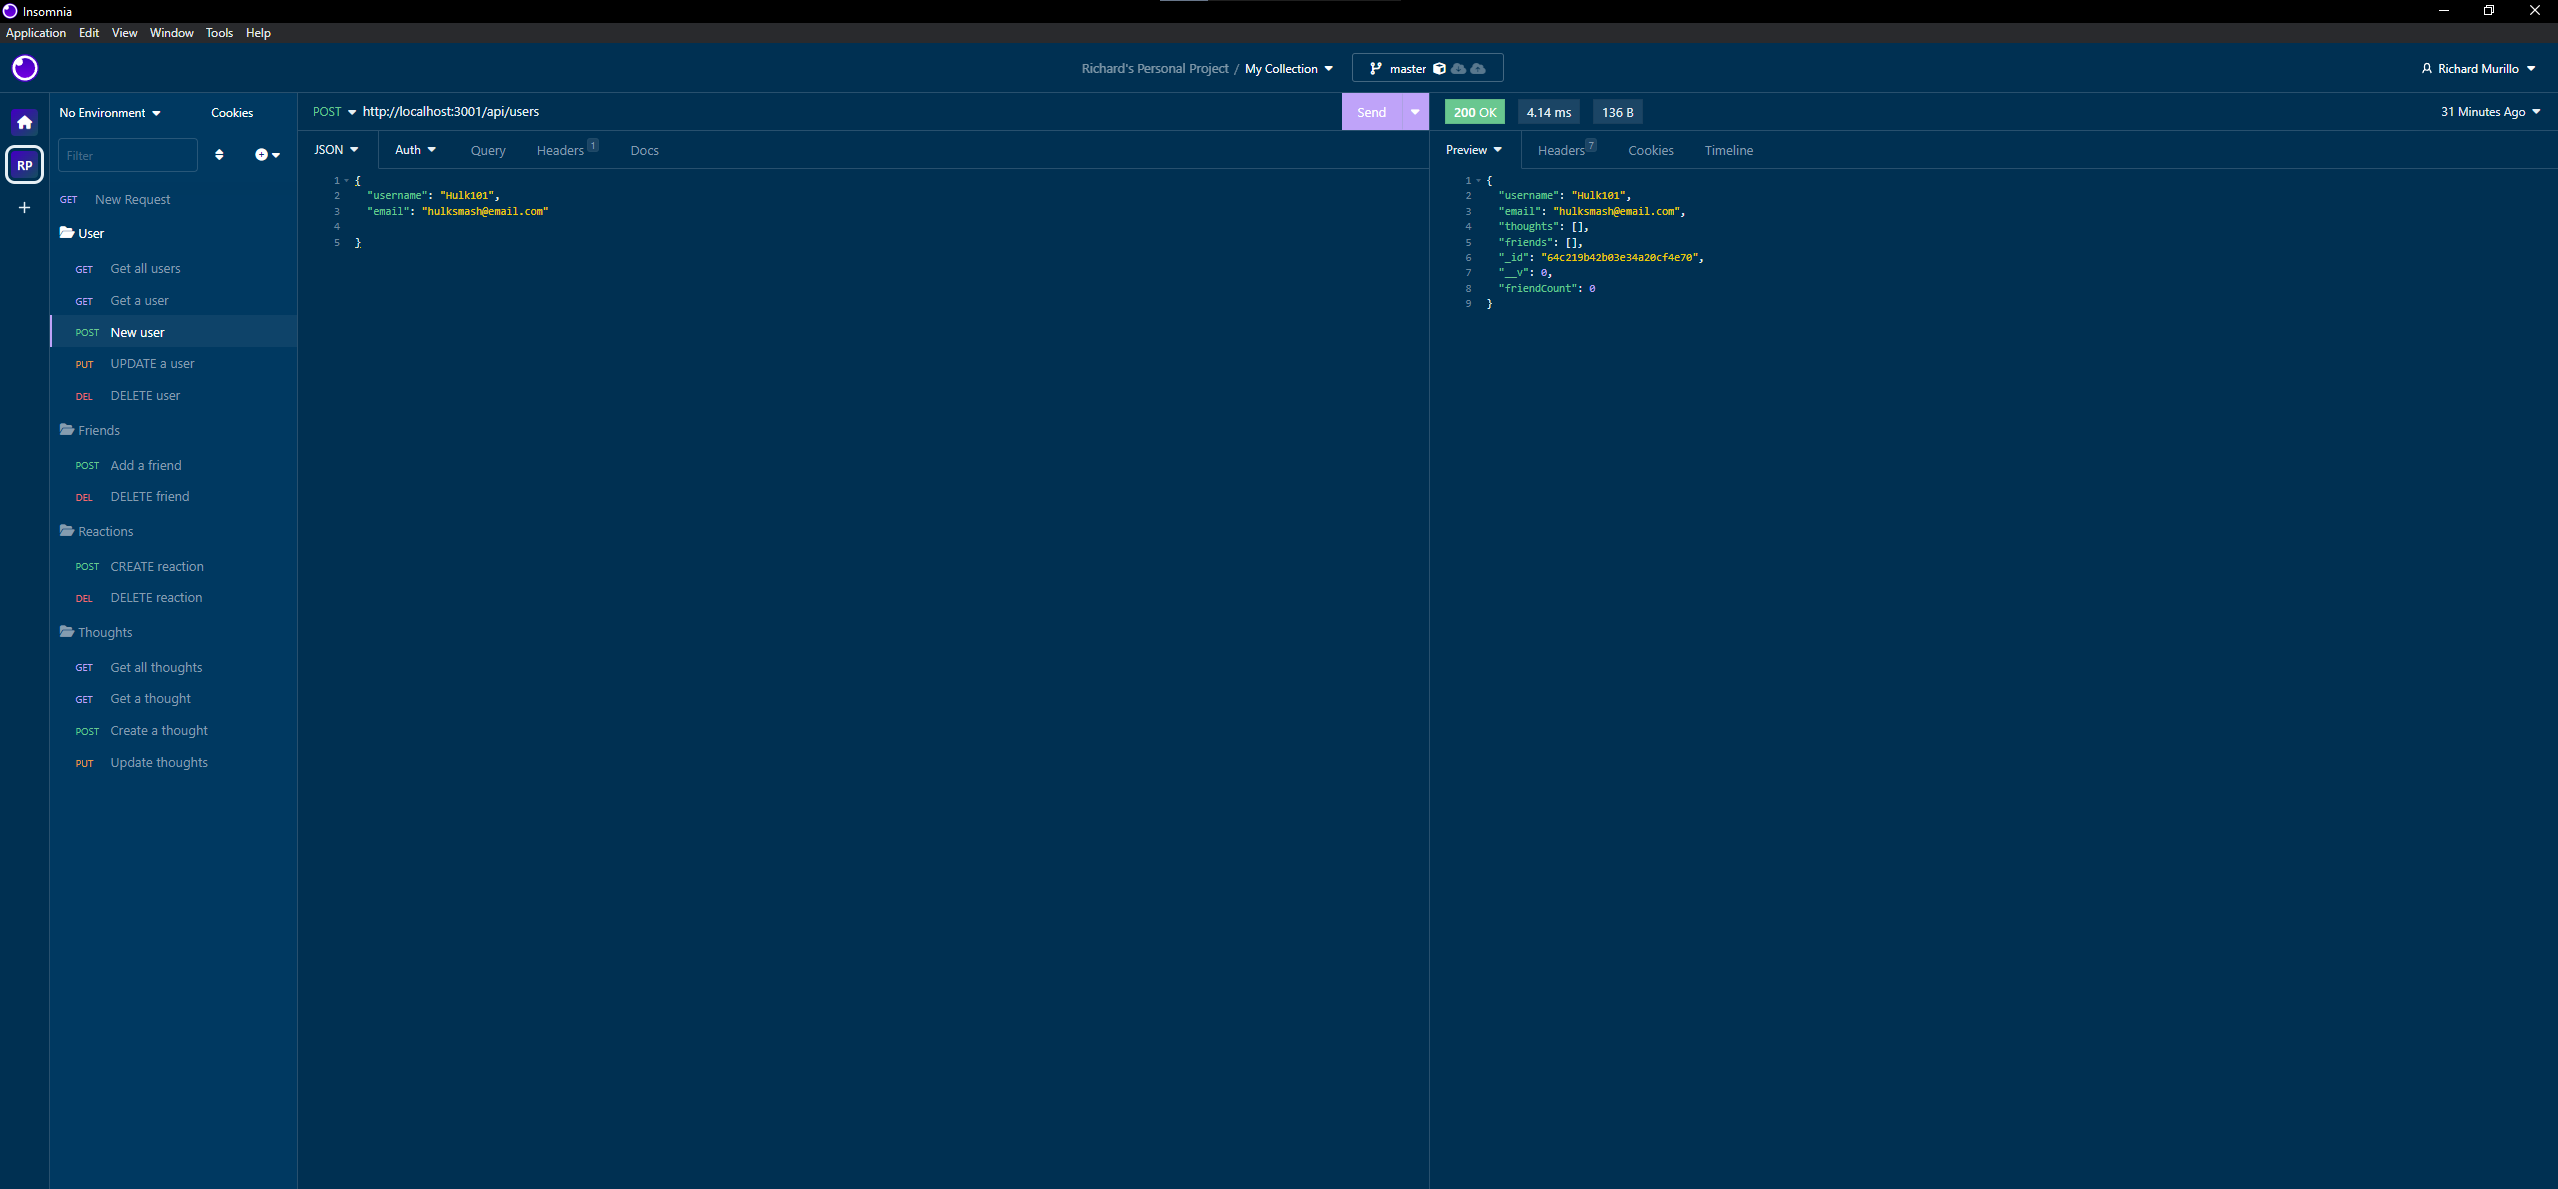 Insomnia
Application Edit View Window Tools Help
Richard's Personal Project / My Collection master Richard Murillo
RP
No Environment Cookies
Filter
GET New Request
User
GET Get all users
GET Get a user
POST New user
PUT UPDATE a user
DEL DELETE user
Friends
POST Add a friend
DEL DELETE friend
Reactions
POST CREATE reaction
DEL DELETE reaction
Thoughts
GET Get all thoughts
GET Get a thought
POST Create a thought
PUT Update thoughts
POST http://localhost:3001/api/users Send
JSON Auth Query Headers 1 Docs
1 {
2 "username": "Hulk101",
3 "email": "hulksmash@email.com"
4
5 }
200 OK 4.14 ms 136 B 31 Minutes Ago
Preview Headers 7 Cookies Timeline
1 {
2 "username": "Hulk101",
3 "email": "hulksmash@email.com",
4 "thoughts": [],
5 "friends": [],
6 "_id": "64c219b42b03e34a20cf4e70",
7 "__v": 0,
8 "friendCount": 0
9 }